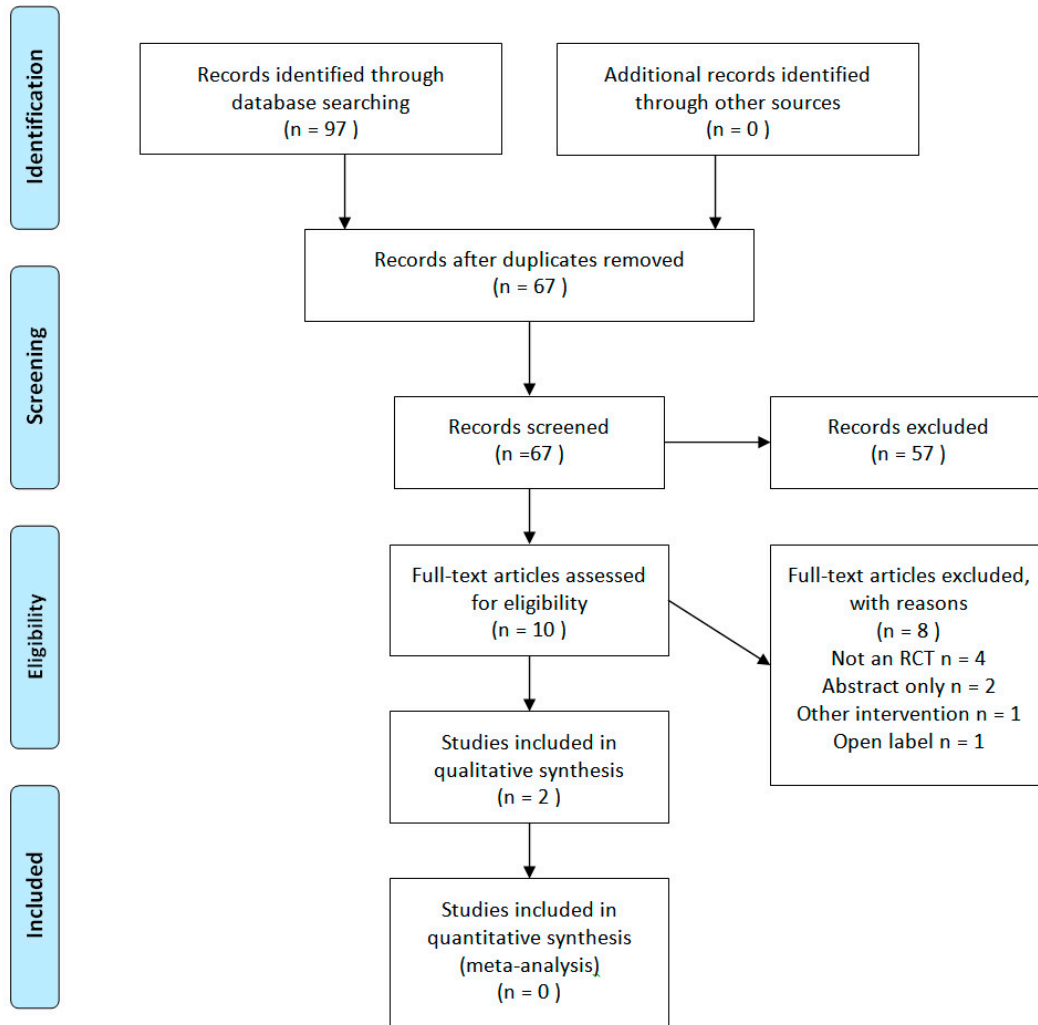 Identification
Records identified through
database searching
(n = 97 )
Additional records identified
through other sources
(n = 0 )
Records after duplicates removed
(n = 67 )
Screening
Records screened
(n =67 )
Records excluded
(n = 57 )
Eligibility
Full-text articles assessed
for eligibility
(n = 10 )
Full-text articles excluded,
with reasons
(n = 8 )
Not an RCT n = 4
Abstract only n = 2
Other intervention n = 1
Open label n = 1
Studies included in
qualitative synthesis
(n = 2 )
Included
Studies included in
quantitative synthesis
(meta-analysis)
(n = 0 )